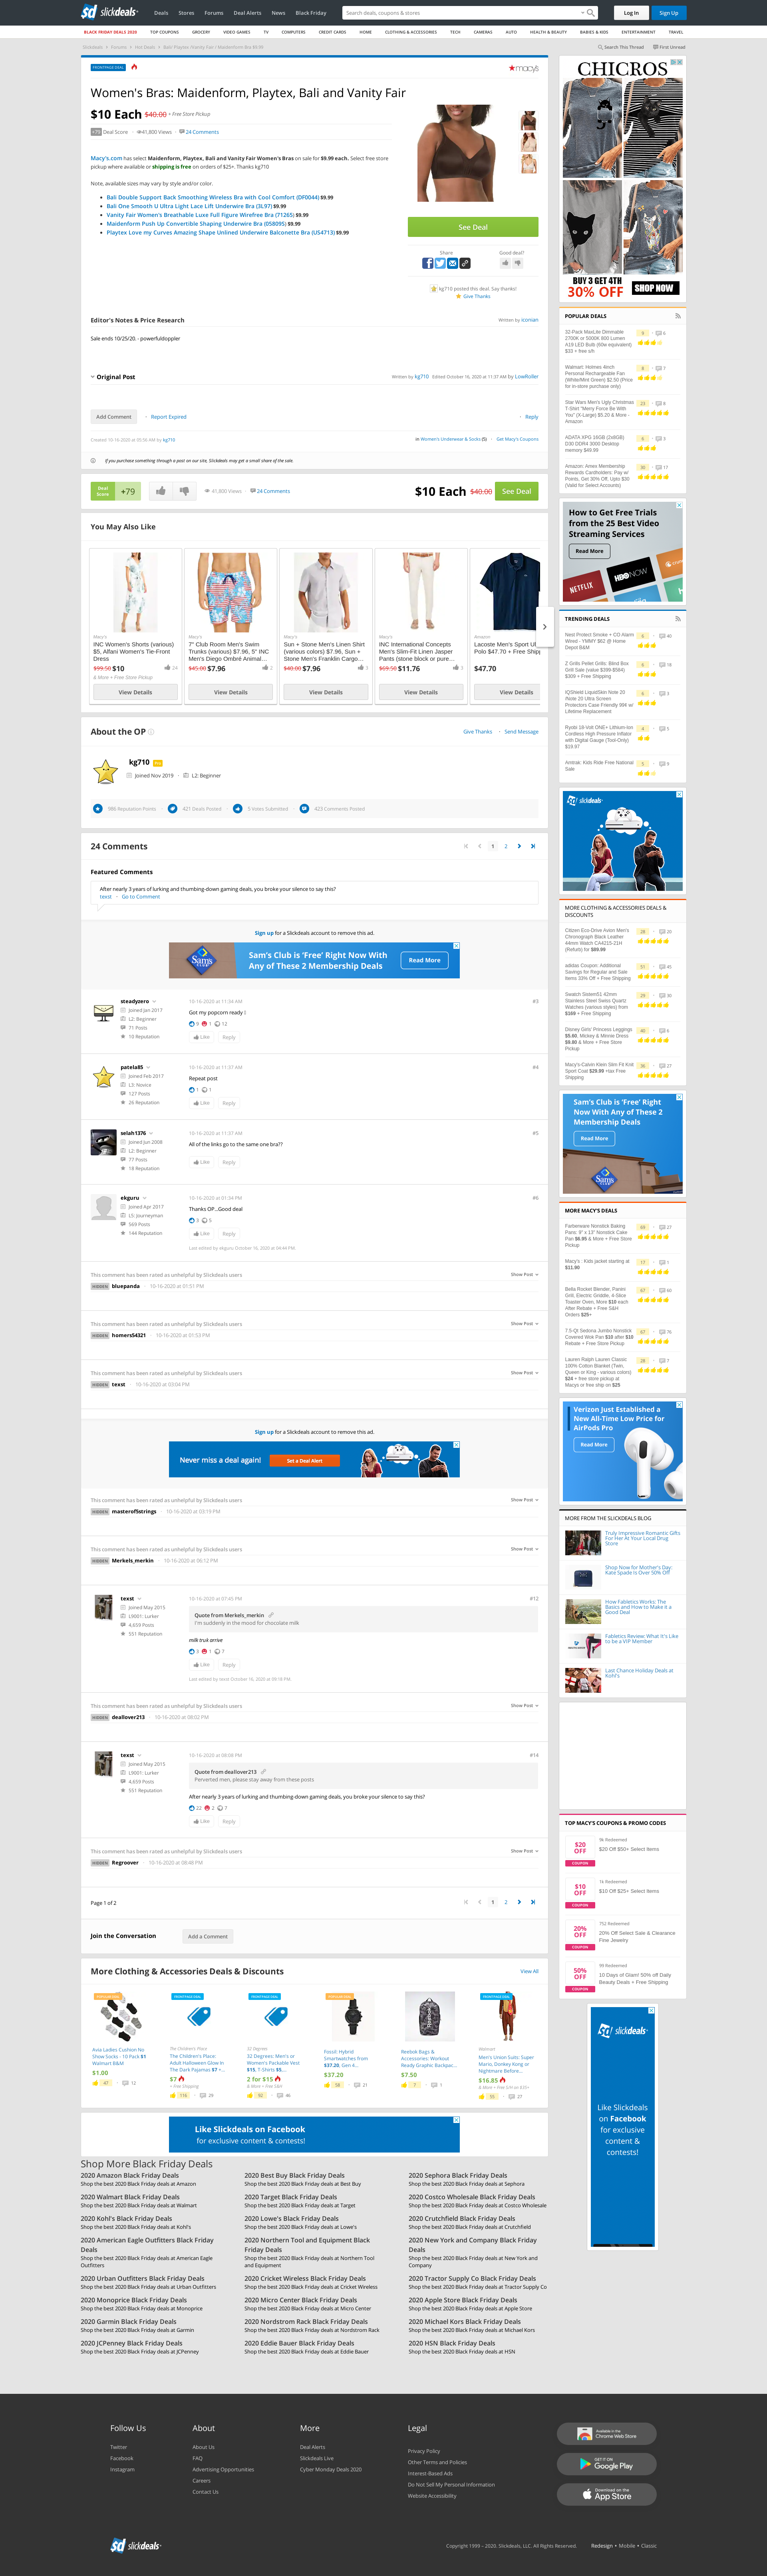 slickdeals
Deals Stores Forums Deal Alerts News Black Friday
Search deals, coupons & stores
Log In Sign Up
BLACK FRIDAY DEALS 2020 TOP COUPONS GROCERY VIDEO GAMES TV COMPUTERS CREDIT CARDS HOME CLOTHING & ACCESSORIES TECH CAMERAS AUTO HEALTH & BEAUTY BABIES & KIDS ENTERTAINMENT TRAVEL
Slickdeals Forums Hot Deals Bali/ Playtex /Vanity Fair / Maidenform Bra $9.99
Search This Thread First Unread
FRONTPAGE DEAL
macys
Women's Bras: Maidenform, Playtex, Bali and Vanity Fair
$10 Each $40.00 + Free Store Pickup
+79 Deal Score 41,800 Views 24 Comments
Macy's.com has select Maidenform, Playtex, Bali and Vanity Fair Women's Bras on sale for $9.99 each. Select free store
pickup where available or shipping is free on orders of $25+. Thanks kg710
Note, available sizes may vary by style and/or color.
Bali Double Support Back Smoothing Wireless Bra with Cool Comfort (DF0044) $9.99
Bali One Smooth U Ultra Light Lace Lift Underwire Bra (3L97) $9.99
Vanity Fair Women's Breathable Luxe Full Figure Wirefree Bra (71265) $9.99
Maidenform Push Up Convertible Shaping Underwire Bra (05809S) $9.99
Playtex Love my Curves Amazing Shape Unlined Underwire Balconette Bra (US4713) $9.99
See Deal
Share Good deal?
kg710 posted this deal. Say thanks!
Give Thanks
Editor's Notes & Price Research
Written by iconian
Sale ends 10/25/20. - powerfuldoppler
Original Post
Written by kg710 Edited October 16, 2020 at 11:37 AM by LowRoller
Add Comment Report Expired Reply
Created 10-16-2020 at 05:56 AM by kg710
in Women's Underwear & Socks (5) Get Macy's Coupons
If you purchase something through a post on our site, Slickdeals may get a small share of the sale.
Deal Score +79
41,800 Views 24 Comments
$10 Each $40.00 See Deal
You May Also Like
Macy's
INC Women's Shorts (various) $5, Alfani Women's Tie-Front Dress
$99.50 $10 24
& More + Free Store Pickup
View Details
Macy's
7" Club Room Men's Swim Trunks (various) $7.96, 5" INC Men's Diego Ombré Animal...
$45.00 $7.96 2
View Details
Macy's
Sun + Stone Men's Linen Shirt (various colors) $7.96, Sun + Stone Men's Franklin Cargo...
$40.00 $7.96 3
View Details
Macy's
INC International Concepts Men's Slim-Fit Linen Jasper Pants (stone block or pure...
$69.50 $11.76 3
View Details
Amazon
Lacoste Men's Sport Ul
Polo $47.70 + Free Shipp
$47.70
View Details
About the OP
Give Thanks Send Message
kg710
Joined Nov 2019 L2: Beginner
986 Reputation Points 421 Deals Posted 3 Votes Submitted 423 Comments Posted
24 Comments
1 2
Featured Comments
After nearly 3 years of lurking and thumbing-down gaming deals, you broke your silence to say this?
texst Go to Comment
Sign up for a Slickdeals account to remove this ad.
Sam's Club is 'Free' Right Now With
Any of These 2 Membership Deals
Read More
steadyzero
Joined Jan 2017
L2: Beginner
71 Posts
10 Reputation
10-16-2020 at 11:34 AM #3
Got my popcorn ready (
9 1 12
Like Reply
patela85
Joined Feb 2017
L3: Novice
127 Posts
26 Reputation
10-16-2020 at 11:37 AM #4
Repeat post
1 1
Like Reply
selah1376
Joined Jun 2008
L2: Beginner
77 Posts
18 Reputation
10-16-2020 at 11:37 AM #5
All of the links go to the same one bra??
Like Reply
ekguru
Joined Apr 2017
L5: Journeyman
569 Posts
144 Reputation
10-16-2020 at 01:34 PM #6
Thanks OP...Good deal
3 5
Like Reply
Last edited by ekguru October 16, 2020 at 04:44 PM.
This comment has been rated as unhelpful by Slickdeals users Show Post
HIDDEN bluepanda 10-16-2020 at 01:51 PM
This comment has been rated as unhelpful by Slickdeals users Show Post
HIDDEN homers54321 10-16-2020 at 01:53 PM
This comment has been rated as unhelpful by Slickdeals users Show Post
HIDDEN texst 10-16-2020 at 03:04 PM
Sign up for a Slickdeals account to remove this ad.
Never miss a deal again! Set a Deal Alert
This comment has been rated as unhelpful by Slickdeals users Show Post
HIDDEN masterof5strings 10-16-2020 at 03:19 PM
This comment has been rated as unhelpful by Slickdeals users Show Post
HIDDEN Merkels_merkin 10-16-2020 at 06:12 PM
texst
Joined May 2015
L9001: Lurker
4,659 Posts
551 Reputation
10-16-2020 at 07:45 PM #12
Quote from Merkels_merkin
I'm suddenly in the mood for chocolate milk
milk truk arrive
3 1 7
Like Reply
Last edited by texst October 16, 2020 at 06:18 PM.
This comment has been rated as unhelpful by Slickdeals users Show Post
HIDDEN deallover213 10-16-2020 at 08:02 PM
texst
Joined May 2015
L9001: Lurker
4,659 Posts
551 Reputation
10-16-2020 at 08:08 PM #14
Quote from deallover213
Perverted men, please stay away from these posts
After nearly 3 years of lurking and thumbing-down gaming deals, you broke your silence to say this?
22 2 7
Like Reply
This comment has been rated as unhelpful by Slickdeals users Show Post
HIDDEN Regroover 10-16-2020 at 08:48 PM
Page 1 of 2
1 2
Join the Conversation Add a Comment
More Clothing & Accessories Deals & Discounts
View All
Avia Ladies Cushion No Show Socks - 10 Pack $1 Walmart B&M
$1.00
47 12
FRONTPAGE DEAL
The Children's Place
The Children's Place: Adult Halloween Glow In The Dark Pajamas $7 +...
$7
+ Free Shipping
116 29
FRONTPAGE DEAL
32 Degrees
32 Degrees: Men's or Women's Packable Vest $15, T-Shirts $5,...
2 for $15
& More + Free S&H
92 46
Fossil: Hybrid Smartwatches from $37.20, Gen 4...
$37.20
58 21
Reebok Bags & Accessories: Workout Ready Graphic Backpac...
$7.50
7 1
FRONTPAGE DEAL
Walmart
Men's Union Suits: Super Mario, Donkey Kong or Nightmare Before...
$16.85
& More + Free S/H on $35+
55 27
Like Slickdeals on Facebook
for exclusive content & contests!
Shop More Black Friday Deals
2020 Amazon Black Friday Deals
Shop the best 2020 Black Friday deals at Amazon
2020 Best Buy Black Friday Deals
Shop the best 2020 Black Friday deals at Best Buy
2020 Sephora Black Friday Deals
Shop the best 2020 Black Friday deals at Sephora
2020 Walmart Black Friday Deals
Shop the best 2020 Black Friday deals at Walmart
2020 Target Black Friday Deals
Shop the best 2020 Black Friday deals at Target
2020 Costco Wholesale Black Friday Deals
Shop the best 2020 Black Friday deals at Costco Wholesale
2020 Kohl's Black Friday Deals
Shop the best 2020 Black Friday deals at Kohl's
2020 Lowe's Black Friday Deals
Shop the best 2020 Black Friday deals at Lowe's
2020 Crutchfield Black Friday Deals
Shop the best 2020 Black Friday deals at Crutchfield
2020 American Eagle Outfitters Black Friday Deals
Shop the best 2020 Black Friday deals at American Eagle Outfitters
2020 Northern Tool and Equipment Black Friday Deals
Shop the best 2020 Black Friday deals at Northern Tool and Equipment
2020 New York and Company Black Friday Deals
Shop the best 2020 Black Friday deals at New York and Company
2020 Urban Outfitters Black Friday Deals
Shop the best 2020 Black Friday deals at Urban Outfitters
2020 Cricket Wireless Black Friday Deals
Shop the best 2020 Black Friday deals at Cricket Wireless
2020 Tractor Supply Co Black Friday Deals
Shop the best 2020 Black Friday deals at Tractor Supply Co
2020 Monoprice Black Friday Deals
Shop the best 2020 Black Friday deals at Monoprice
2020 Micro Center Black Friday Deals
Shop the best 2020 Black Friday deals at Micro Center
2020 Apple Store Black Friday Deals
Shop the best 2020 Black Friday deals at Apple Store
2020 Garmin Black Friday Deals
Shop the best 2020 Black Friday deals at Garmin
2020 Nordstrom Rack Black Friday Deals
Shop the best 2020 Black Friday deals at Nordstrom Rack
2020 Michael Kors Black Friday Deals
Shop the best 2020 Black Friday deals at Michael Kors
2020 JCPenney Black Friday Deals
Shop the best 2020 Black Friday deals at JCPenney
2020 Eddie Bauer Black Friday Deals
Shop the best 2020 Black Friday deals at Eddie Bauer
2020 HSN Black Friday Deals
Shop the best 2020 Black Friday deals at HSN
CHICROS
BUY 3 GET 4TH
30% OFF SHOP NOW
POPULAR DEALS
32-Pack MaxLite Dimmable 2700K or 5000K 800 Lumen A19 LED Bulb (60w equivalent) $33 + free s/h
Walmart: Holmes 4inch Personal Rechargeable Fan (White/Mint Green) $2.50 (Price for in-store purchase only)
Star Wars Men's Ugly Christmas T-Shirt "Merry Force Be With You" (X-Large) $5.20 & More - Amazon
ADATA XPG 16GB (2x8GB) D30 DDR4 3000 Desktop memory $49.99
Amazon: Amex Membership Rewards Cardholders: Pay w/ Points, Get 30% Off: Upto $30 (Valid for Select Accounts)
How to Get Free Trials
from the 25 Best Video
Streaming Services
Read More
NETFLIX HBO NOW
TRENDING DEALS
Nest Protect Smoke + CO Alarm Wired - YMMV $62 @ Home Depot B&M
Z Grills Pellet Grills: Blind Box Grill Sale (value $399-$584) $309 + Free Shipping
IQShield LiquidSkin Note 20 /Note 20 Ultra Screen Protectors Case Friendly 99¢ w/ Lifetime Replacement
Ryobi 18-Volt ONE+ Lithium-Ion Cordless High Pressure Inflator with Digital Gauge (Tool-Only) $19.97
Amtrak: Kids Ride Free National Sale
slickdeals
MORE CLOTHING & ACCESSORIES DEALS & DISCOUNTS
Citizen Eco-Drive Avion Men's Chronograph Black Leather 44mm Watch CA4215-21H (Refurb) for $89.99
adidas Coupon: Additional Savings for Regular and Sale Items 33% Off + Free Shipping
Swatch Sistem51 42mm Stainless Steel Swiss Quartz Watches (various styles) from $169 + Free Shipping
Disney Girls' Princess Leggings $5.60, Mickey & Minnie Dress $9.80 & More + Free Store Pickup
Macy's-Calvin Klein Slim Fit Knit Sport Coat $29.99 +tax Free Shipping
Sam's Club is 'Free' Right
Now With Any of These 2
Membership Deals
Read More
MORE MACY'S DEALS
Farberware Nonstick Baking Pans: 9" x 13" Nonstick Cake Pan $6.95 & More + Free Store Pickup
Macy's : Kids jacket starting at $11.90
Bella Rocket Blender, Panini Grill, Electric Griddle, 4-Slice Toaster Oven, More $10 each After Rebate + Free S&H Orders $25+
7.5-Qt Sedona Jumbo Nonstick Covered Wok Pan $10 after $10 Rebate + Free Store Pickup
Lauren Ralph Lauren Classic 100% Cotton Blanket (Twin, Queen or King - various colors) $24 + free store pickup at Macys or free ship on $25
Verizon Just Established a
New All-Time Low Price for
AirPods Pro
Read More
MORE FROM THE SLICKDEALS BLOG
Truly Impressive Romantic Gifts For Her At Your Local Drug Store
Shop Now for Mother's Day: Kate Spade Is Over 50% Off
How Fabletics Works: The Basics and How to Make it a Good Deal
Fabletics Review: What It's Like to be a VIP Member
Last Chance Holiday Deals at Kohl's
TOP MACY'S COUPONS & PROMO CODES
$20 OFF COUPON
9k Redeemed
$20 Off $50+ Select Items
$10 OFF COUPON
1k Redeemed
$10 Off $25+ Select Items
20% OFF COUPON
752 Redeemed
20% Off Select Sale & Clearance Fine Jewelry
50% OFF COUPON
99 Redeemed
10 Days of Glam! 50% off Daily Beauty Deals + Free Shipping
slickdeals
Like Slickdeals
on Facebook
for exclusive
content &
contests!
Follow Us
Twitter
Facebook
Instagram
About
About Us
FAQ
Advertising Opportunities
Careers
Contact Us
More
Deal Alerts
Slickdeals Live
Cyber Monday Deals 2020
Legal
Privacy Policy
Other Terms and Policies
Interest-Based Ads
Do Not Sell My Personal Information
Website Accessibility
Available in the Chrome Web Store
GET IT ON Google Play
Download on the App Store
slickdeals
Copyright 1999 - 2020. Slickdeals, LLC. All Rights Reserved. Redesign • Mobile • Classic